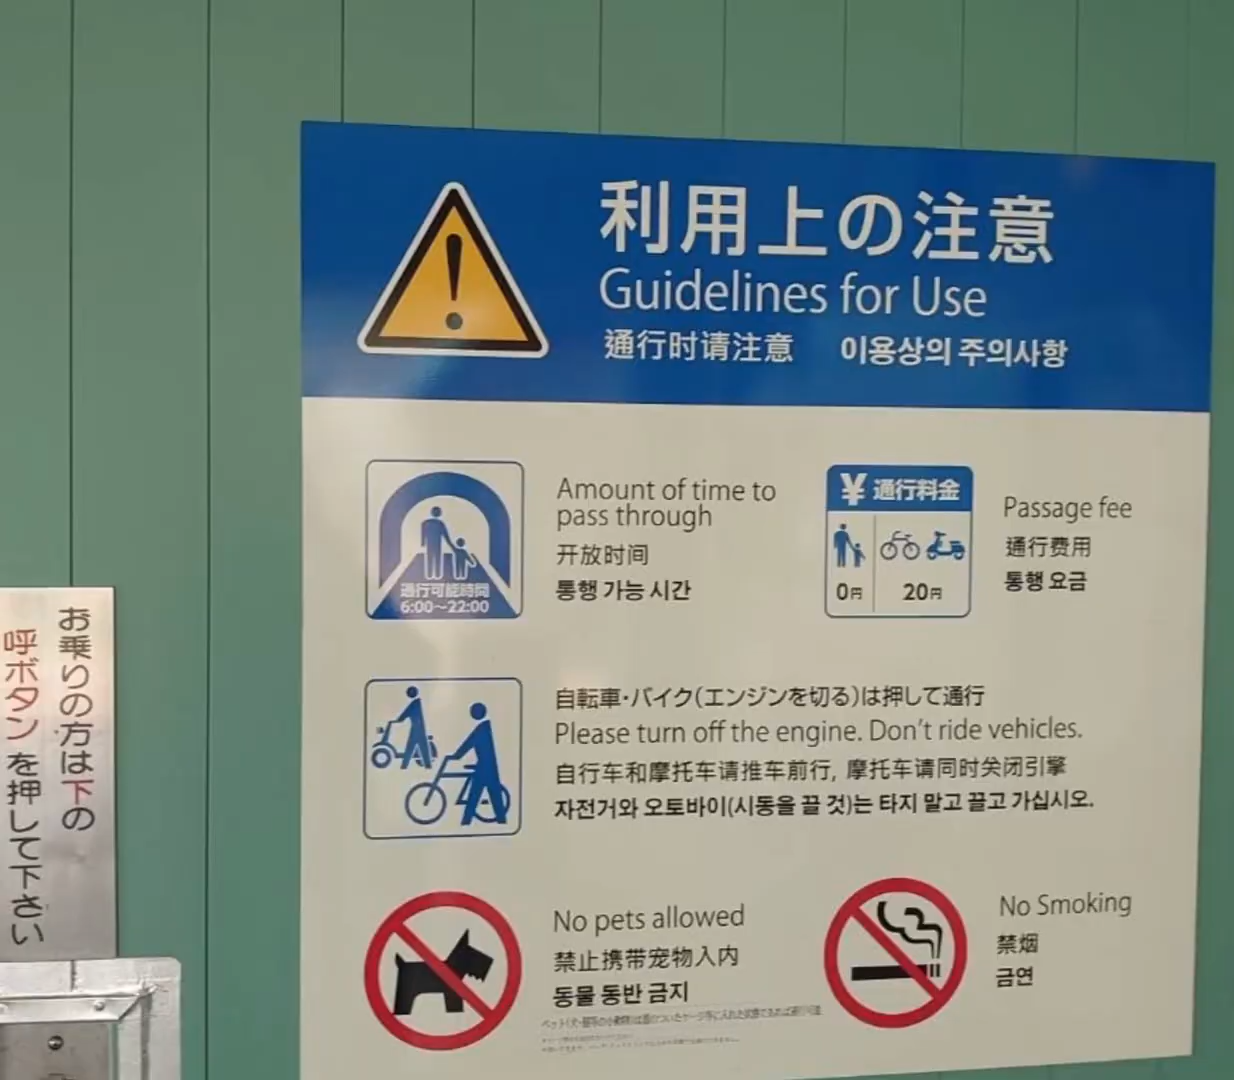 利用上の注意
Guidelines for Use
通行时请注意 이용상의 주의사항
通行可能時間
6:00～22:00
Amount of time to
pass through
开放时间
통행 가능 시간
¥ 通行料金
0円 20円
Passage fee
通行费用
통행 요금
自転車・バイク(エンジンを切る)は押して通行
Please turn off the engine. Don't ride vehicles.
自行车和摩托车请推车前行, 摩托车请同时关闭引擎
자전거와 오토바이(시동을 끌 것)는 타지 말고 끌고 가십시오.
No pets allowed
禁止携带宠物入内
동물 동반 금지
No Smoking
禁烟
금연
お乗りの方は下の
呼ボタンを押して下さい